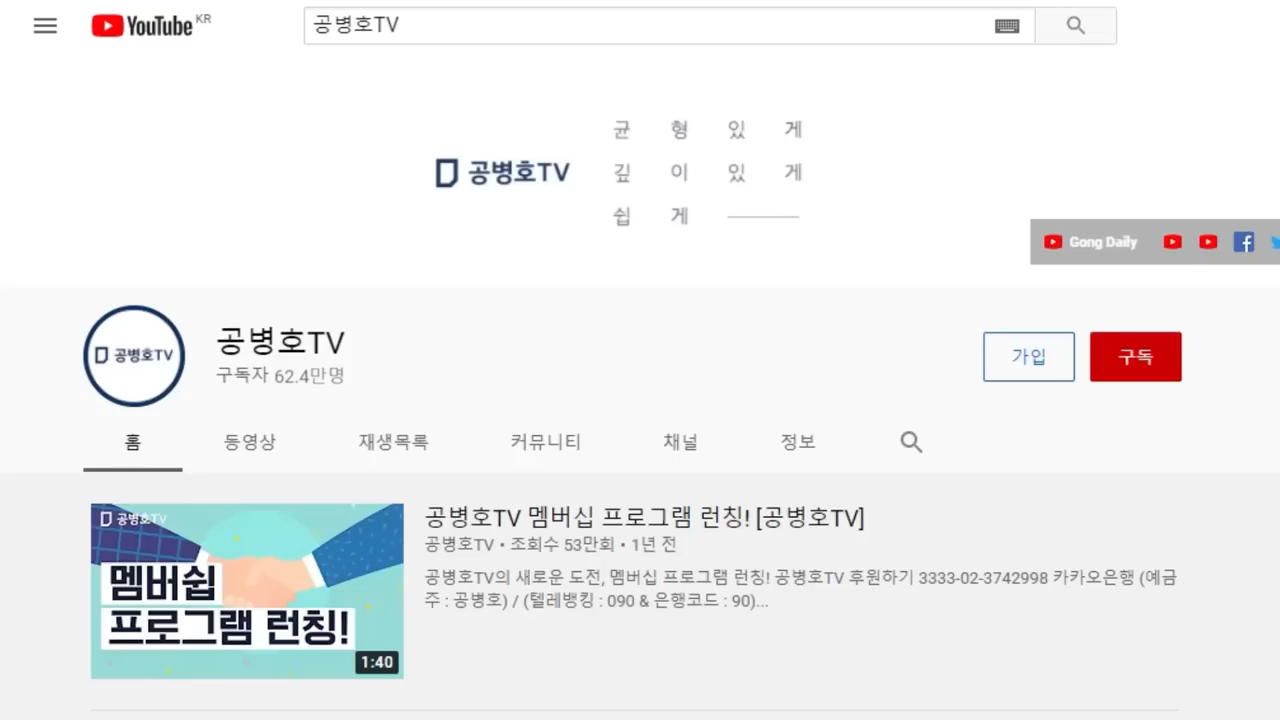 YouTube KR
공병호TV
균 형 있 게
공병호TV
깊 이 있 게
쉽 게
Gong Daily
공병호TV
공병호TV
구독자 62.4만명
가입
구독
홈
동영상
재생목록
커뮤니티
채널
정보
공병호TV
멤버쉽
프로그램 런칭!
1:40
공병호TV 멤버십 프로그램 런칭! [공병호TV]
공병호TV • 조회수 53만회 • 1년 전
공병호TV의 새로운 도전, 멤버십 프로그램 런칭! 공병호TV 후원하기 3333-02-3742998 카카오은행 (예금
주 : 공병호) / (텔레뱅킹 : 090 & 은행코드 : 90)...